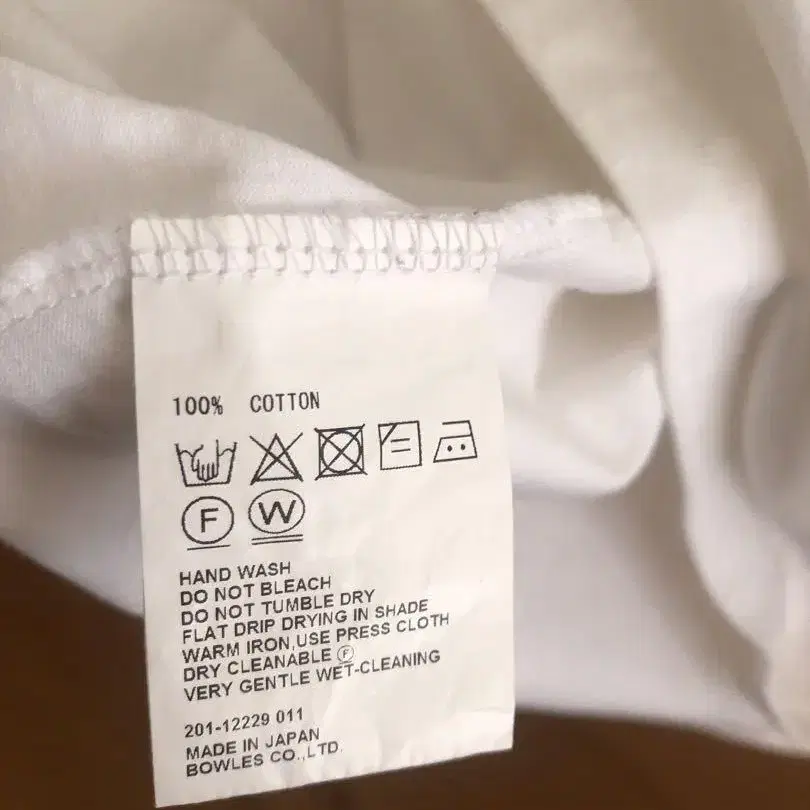 100% COTTON
F W
HAND WASH
DO NOT BLEACH
DO NOT TUMBLE DRY
FLAT DRIP DRYING IN SHADE
WARM IRON,USE PRESS CLOTH
DRY CLEANABLE Ⓕ
VERY GENTLE WET-CLEANING
201-12229 011
MADE IN JAPAN
BOWLES CO.,LTD.